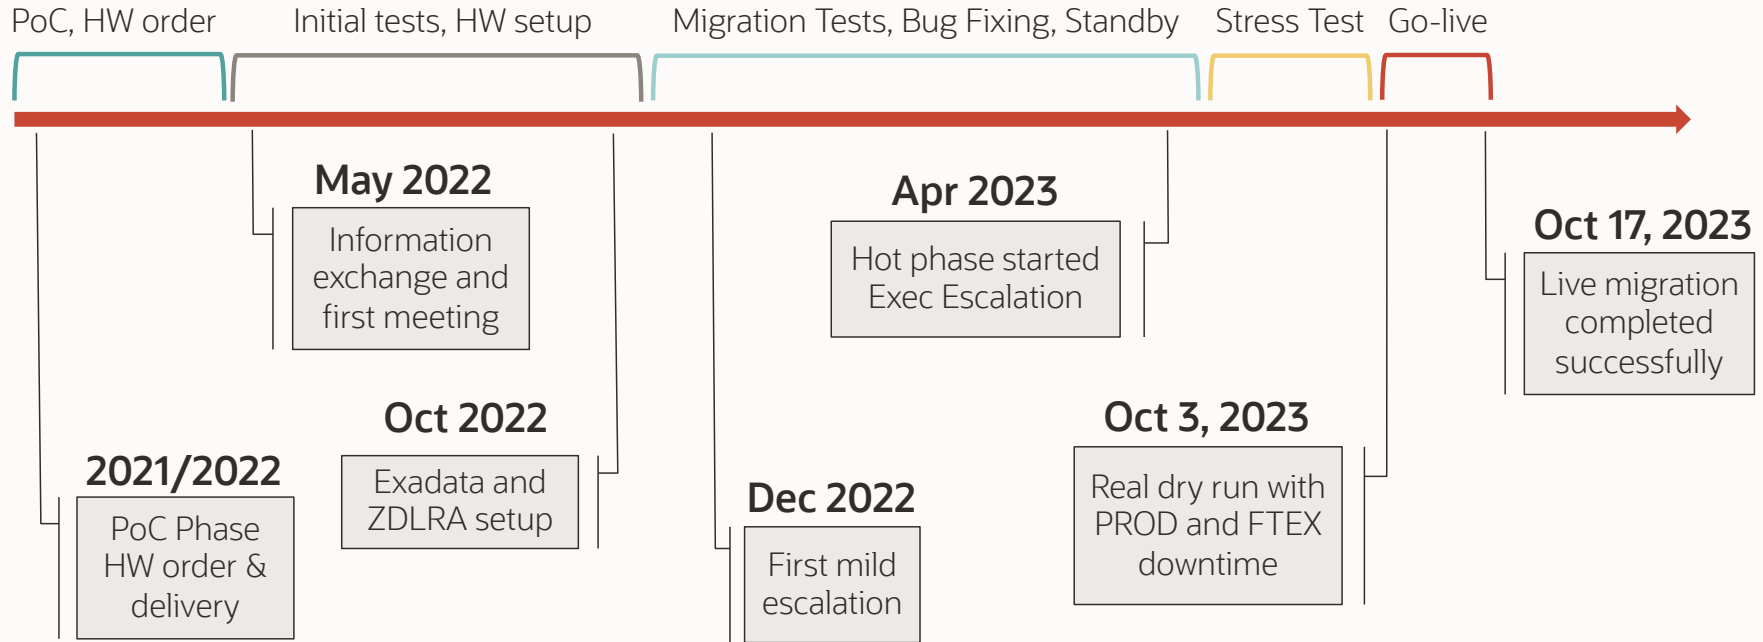 PoC, HW order
Initial tests, HW setup
Migration Tests, Bug Fixing, Standby
Stress Test
Go-live
May 2022
Information
exchange and
first meeting
Apr 2023
Hot phase started
Exec Escalation
Oct 17, 2023
Live migration
completed
successfully
2021/2022
PoC Phase
HW order &
delivery
Oct 2022
Exadata and
ZDLRA setup
Dec 2022
First mild
escalation
Oct 3, 2023
Real dry run with
PROD and FTEX
downtime